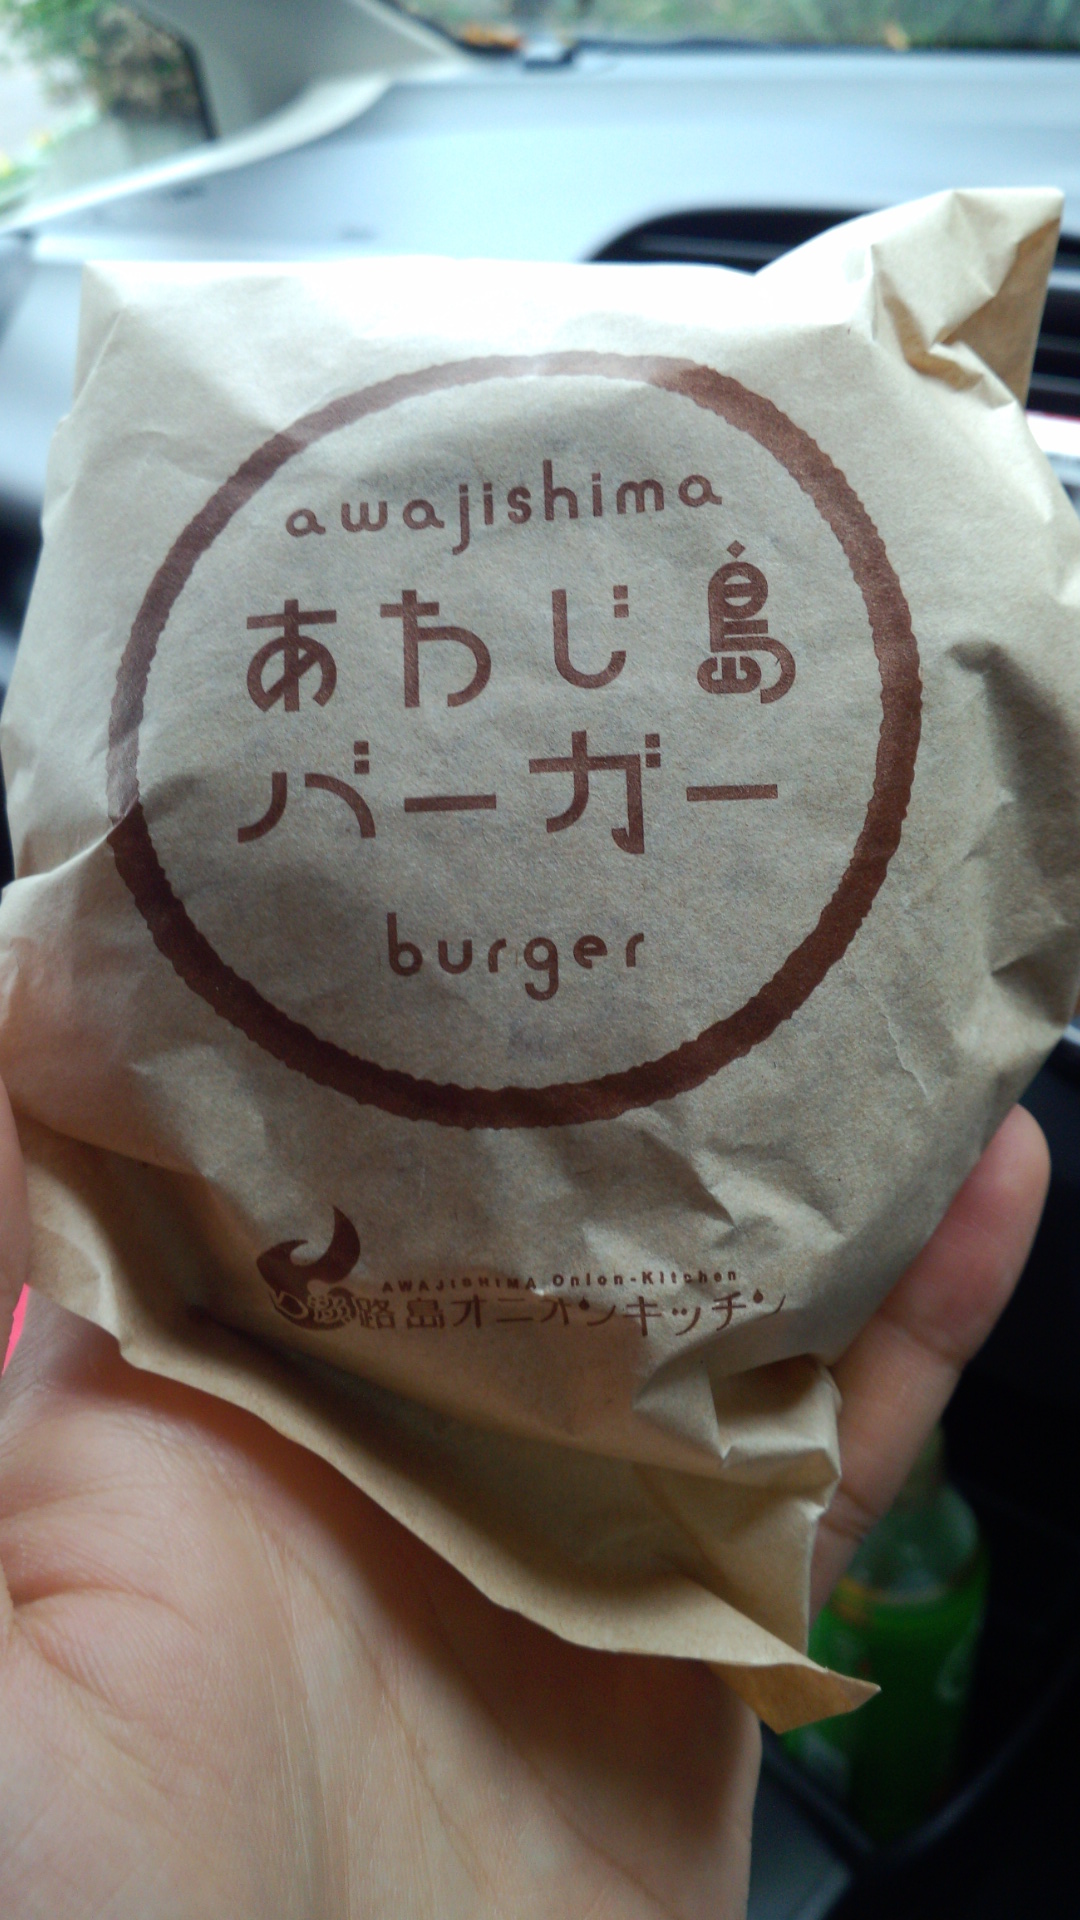 awajishima
あわじ島
バーガー
burger
AWAJISHIMA Onion-Kitchen
淡路島オニオンキッチン